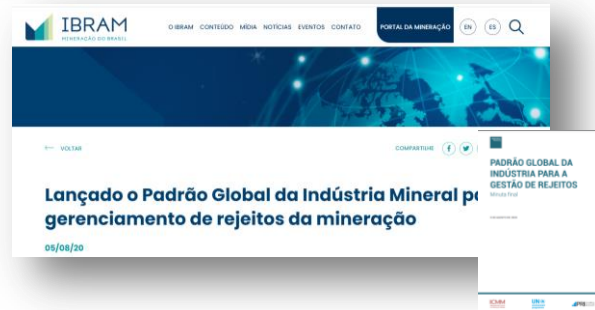 IBRAM
MINERAÇÃO DO BRASIL
O IBRAM CONTEÚDO MÍDIA NOTÍCIAS EVENTOS CONTATO
PORTAL DA MINERAÇÃO
EN
ES
← VOLTAR
COMPARTILHE
Lançado o Padrão Global da Indústria Mineral
gerenciamento de rejeitos da mineração
05/08/20
PADRÃO GLOBAL DA
INDÚSTRIA PARA A
GESTÃO DE REJEITOS
Minuta final
ICMM